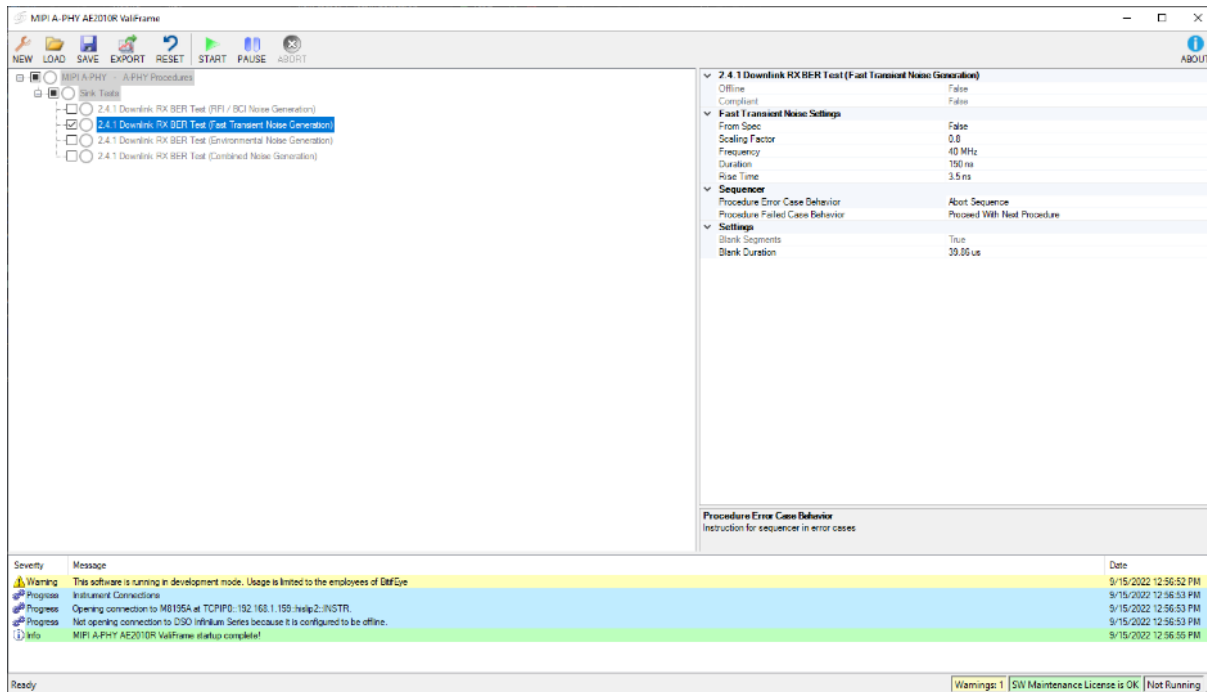 MIPI A-PHY AE2010R ValiFrame
NEW LOAD SAVE EXPORT RESET START PAUSE ABORT
ABOUT
MIPI A-PHY - A-PHY Procedures
Sink Tests
2.4.1 Downlink RX BER Test (RFI / BCI Noise Generation)
2.4.1 Downlink RX BER Test (Fast Transient Noise Generation)
2.4.1 Downlink RX BER Test (Environmental Noise Generation)
2.4.1 Downlink RX BER Test (Combined Noise Generation)
2.4.1 Downlink RX BER Test (Fast Transient Noise Generation)
Offline False
Compliant False
Fast Transient Noise Settings
From Spec False
Scaling Factor 0.8
Frequency 40 MHz
Duration 150 ns
Rise Time 3.5 ns
Sequencer
Procedure Error Case Behavior Abort Sequence
Procedure Failed Case Behavior Proceed With Next Procedure
Settings
Blank Segments True
Blank Duration 39.86 us
Procedure Error Case Behavior
Instruction for sequencer in error cases
Severity Message Date
Warning This software is running in development mode. Usage is limited to the employees of BitifEye 9/15/2022 12:56:52 PM
Progress Instrument Connections 9/15/2022 12:56:53 PM
Progress Opening connection to M8195A at TCPIP0::192.168.1.159::hislip2::INSTR. 9/15/2022 12:56:53 PM
Progress Not opening connection to DSO Infiniium Series because it is configured to be offline. 9/15/2022 12:56:53 PM
Info MIPI A-PHY AE2010R ValiFrame startup complete! 9/15/2022 12:56:55 PM
Ready Warnings: 1 SW Maintenance License is OK Not Running